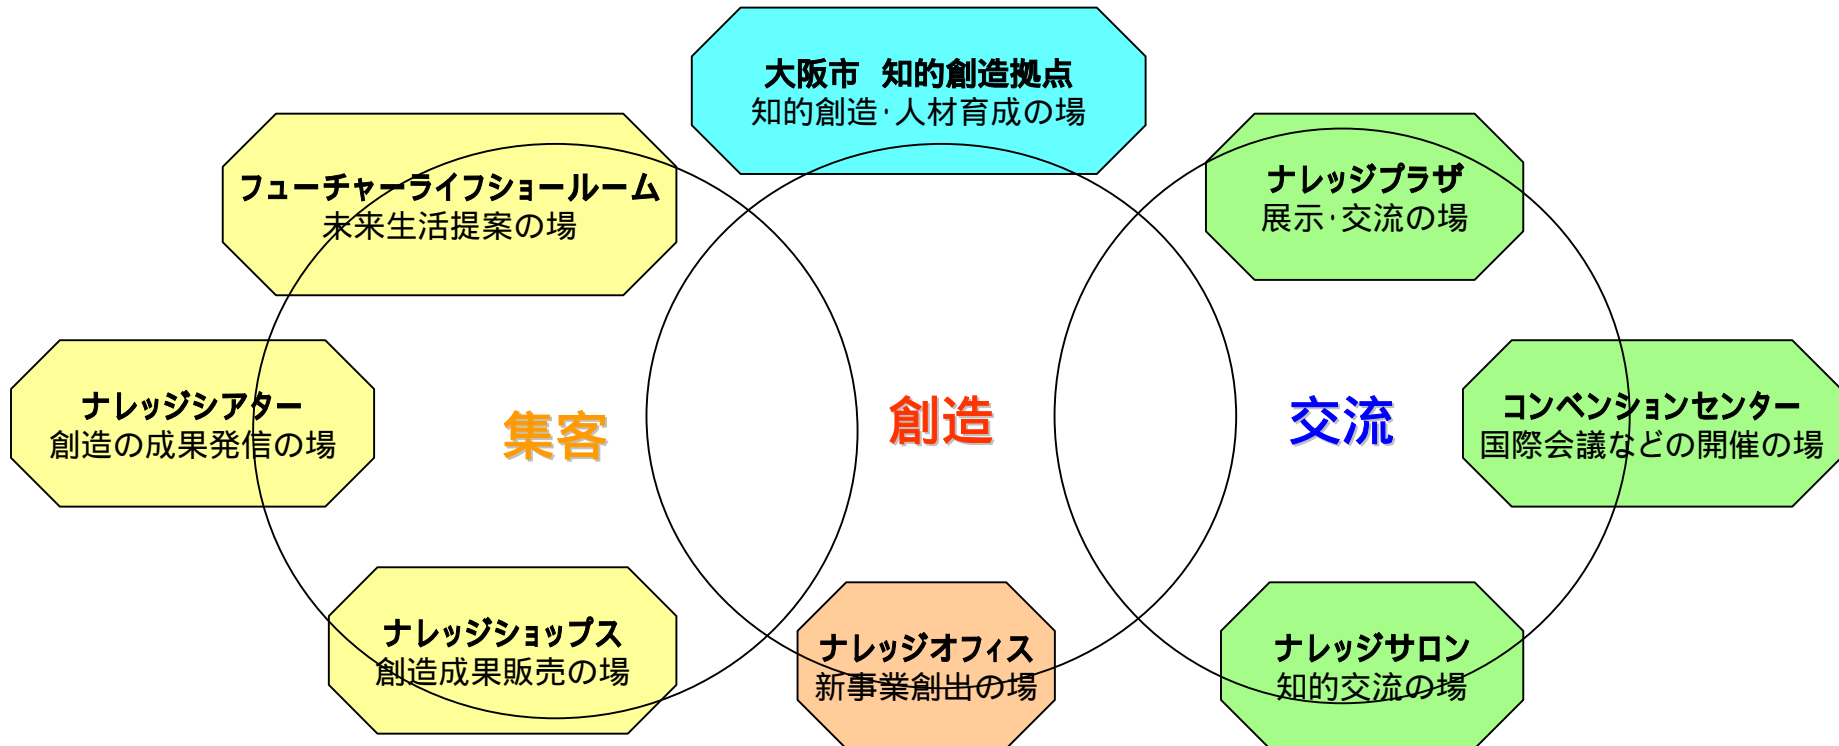 大阪市　知的創造拠点
知的創造・人材育成の場
フューチャーライフショールーム
未来生活提案の場
ナレッジプラザ
展示・交流の場
ナレッジシアター
創造の成果発信の場
集客
創造
交流
コンベンションセンター
国際会議などの開催の場
ナレッジショップス
創造成果販売の場
ナレッジオフィス
新事業創出の場
ナレッジサロン
知的交流の場